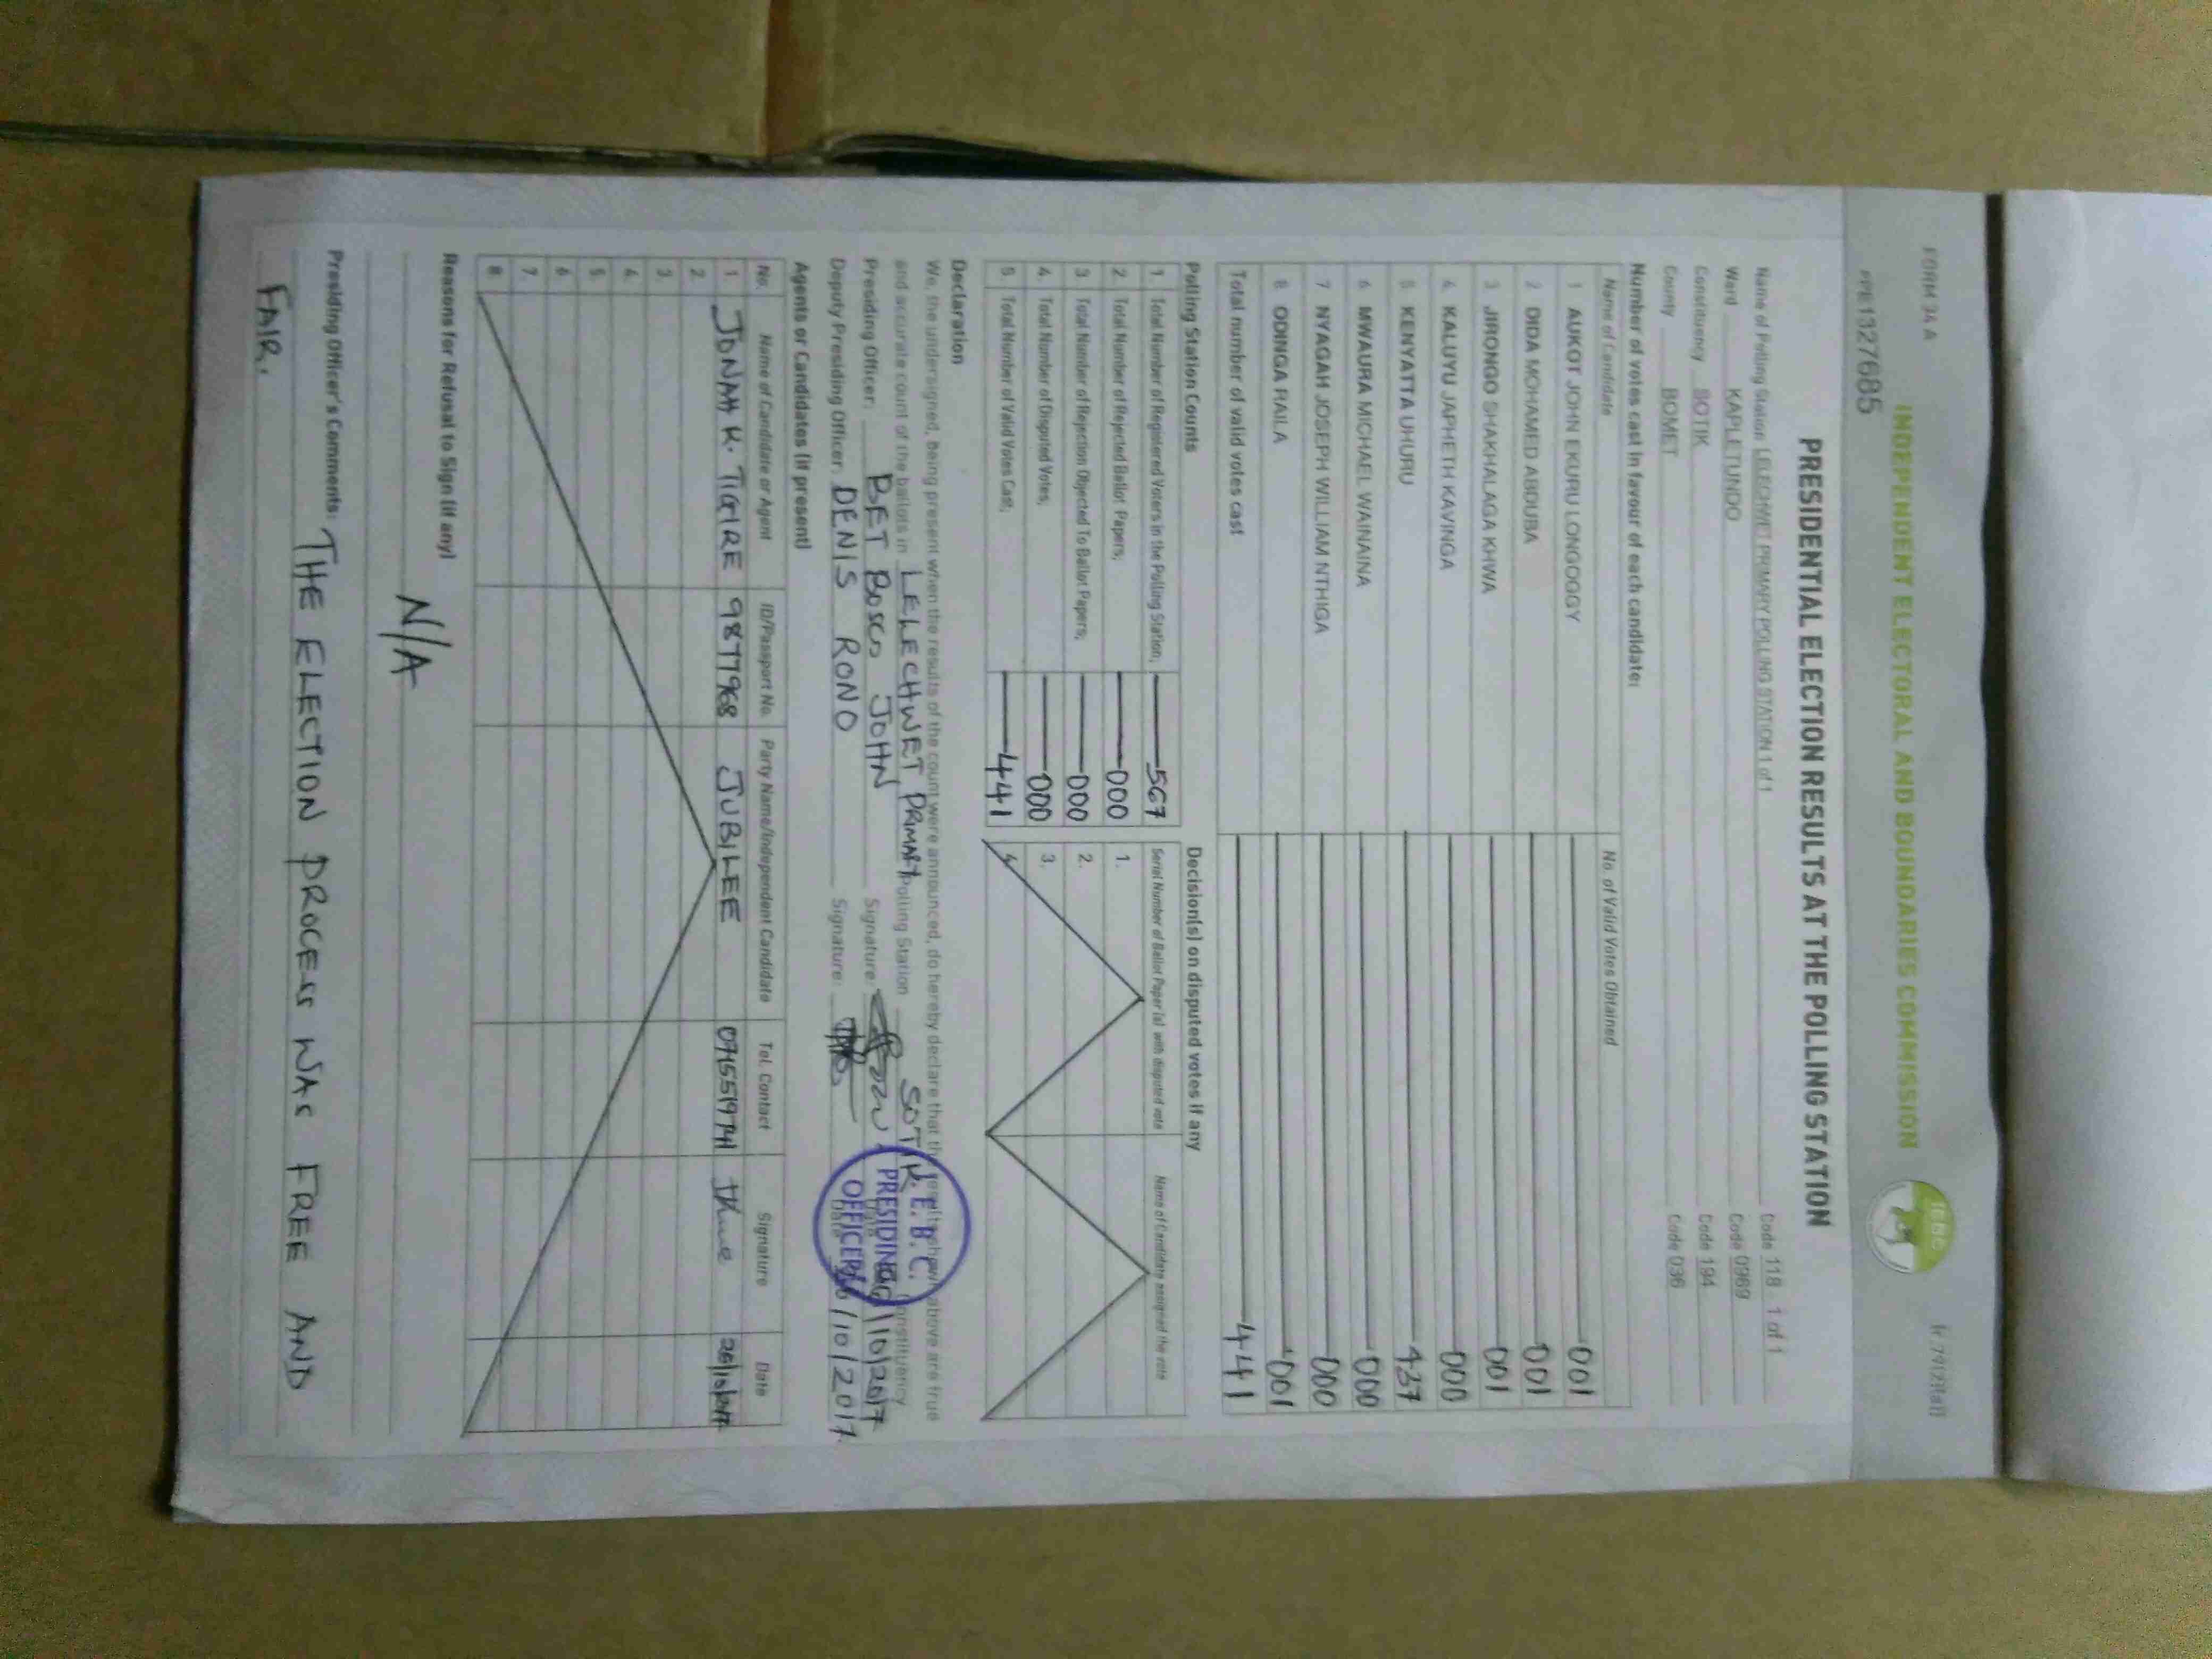 FORM 34 A
INDEPENDENT ELECTORAL AND BOUNDARIES COMMISSION
iebc
PPE1327685
PRESIDENTIAL ELECTION RESULTS AT THE POLLING STATION
Name of Polling Station LELECHWET PRIMARY POLLING STATION 1 of 1 Code 118 1 of 1
Ward KAPLETUNDO Code 0969
Constituency SOTIK Code 194
County BOMET Code 036
Number of votes cast in favour of each candidate:
Name of Candidate No. of Valid Votes Obtained
1 AUKOT JOHN EKURU LONGOGGY 001
2 DIDA MOHAMED ABDUBA 001
3 JIRONGO SHAKHALAGA KHWA 001
4 KALUYU JAPHETH KAVINGA 000
5 KENYATTA UHURU 437
6 MWAURA MICHAEL WAINAINA 000
7 NYAGAH JOSEPH WILLIAM NTHIGA 000
8 ODINGA RAILA 001
Total number of valid votes cast 441
Polling Station Counts
1. Total Number of Registered Voters in the Polling Station; 567
2. Total Number of Rejected Ballot Papers; 000
3. Total Number of Rejection Objected To Ballot Papers; 000
4. Total Number of Disputed Votes; 000
5. Total Number of Valid Votes Cast; 441
Decision(s) on disputed votes if any
Serial Number of Ballot Paper (s) with disputed vote Name of Candidate assigned the vote
1.
2.
3.
4.
Declaration
We, the undersigned, being present when the results of the count were announced, do hereby declare that the results shown above are true
and accurate count of the ballots in LELECHWET PRIMARY Polling Station SOTIK Constituency
Presiding Officer: BET BOSCO JOHN Signature: Date 26/10/2017
Deputy Presiding Officer: DENIS RONO Signature: Date 26/10/2017
I.E.B.C.
PRESIDING
OFFICER
Agents or Candidates (if present)
No. Name of Candidate or Agent ID/Passport No. Party Name/Independent Candidate Tel. Contact Signature Date
1 JONAH K. TIGIRE JUBILEE 26/10/2017
2.
3.
4.
5.
6.
7.
8.
Reasons for Refusal to Sign (if any)
N/A
Presiding Officer's Comments: THE ELECTION PROCESS WAS FREE AND
FAIR.